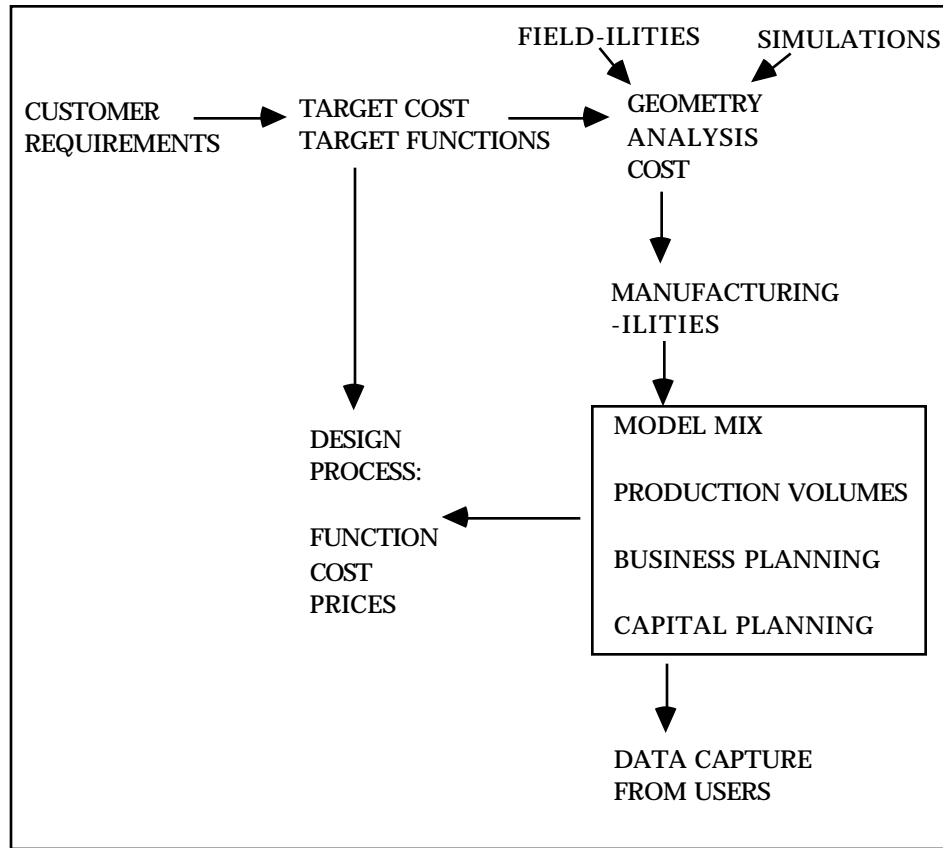 FIELD-ILITIES
SIMULATIONS
CUSTOMER
REQUIREMENTS
TARGET COST
TARGET FUNCTIONS
GEOMETRY
ANALYSIS
COST
MANUFACTURING
-ILITIES
MODEL MIX
PRODUCTION VOLUMES
BUSINESS PLANNING
CAPITAL PLANNING
DESIGN
PROCESS:
FUNCTION
COST
PRICES
DATA CAPTURE
FROM USERS